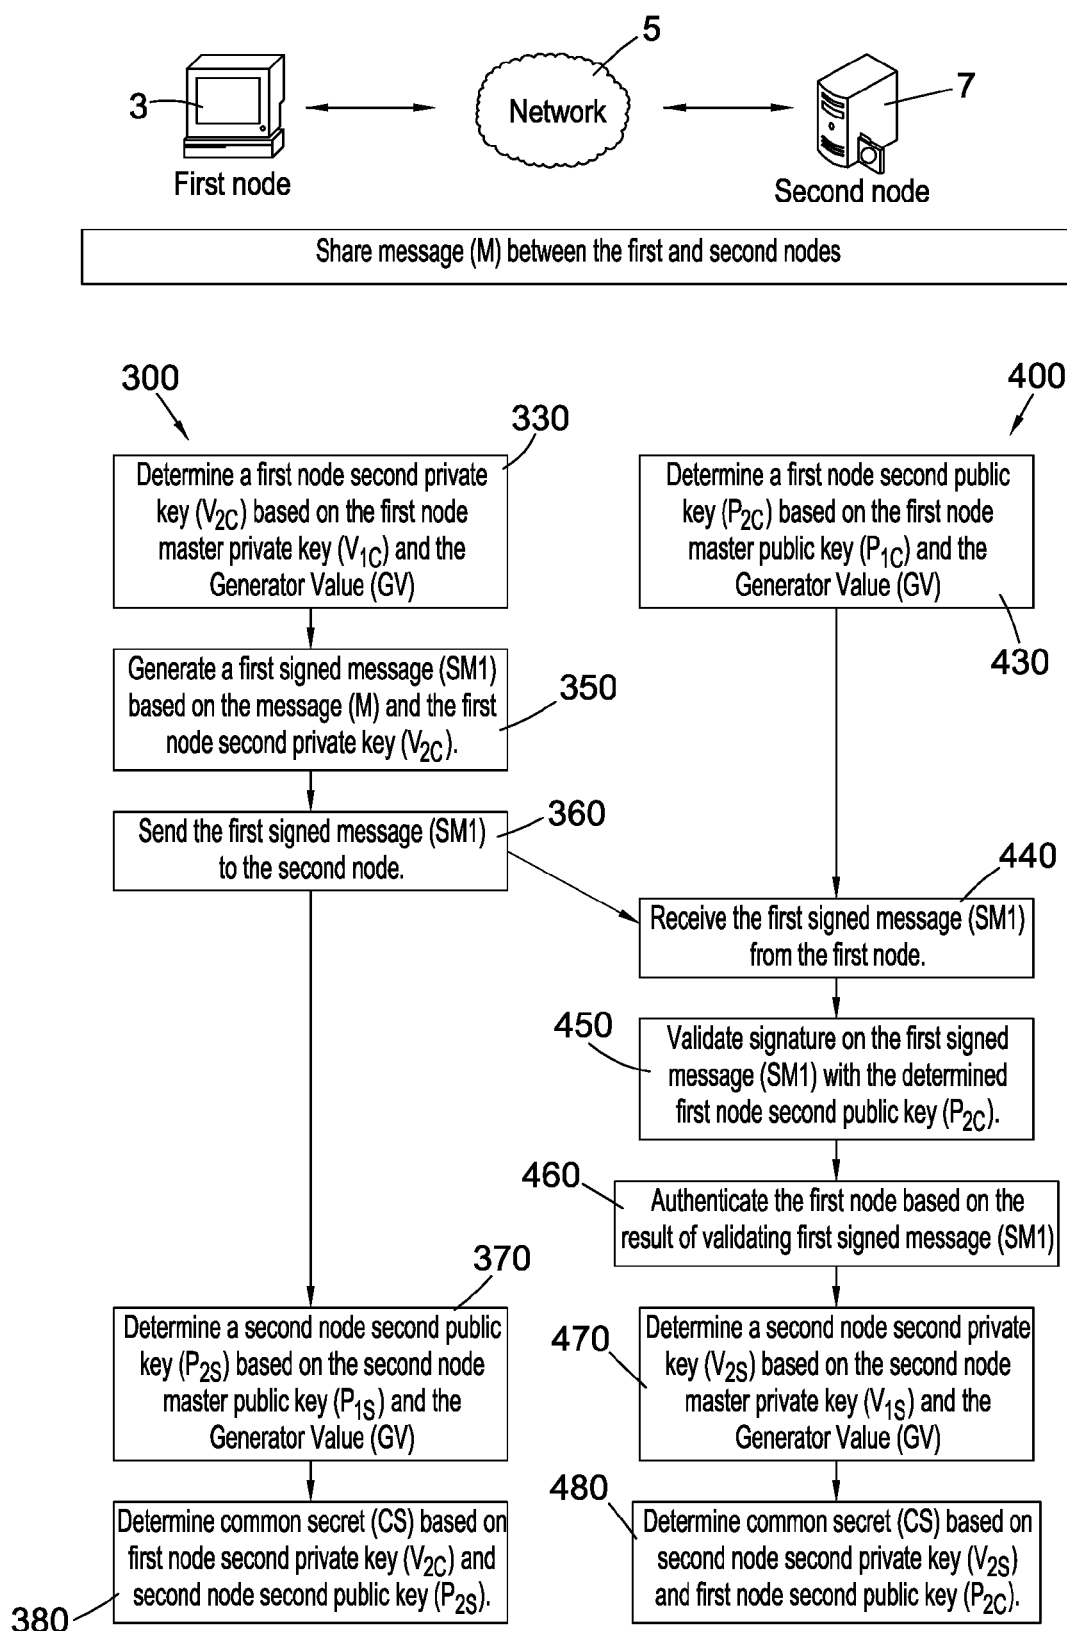 5
3
Network
7
First node
Second node
Share message (M) between the first and second nodes
300
400
330
Determine a first node second private
key (V2C) based on the first node
master private key (V1C) and the
Generator Value (GV)
Determine a first node second public
key (P2C) based on the first node
master public key (P1C) and the
Generator Value (GV)
430
Generate a first signed message (SM1)
based on the message (M) and the first
node second private key (V2C).
350
Send the first signed message (SM1)
to the second node.
360
440
Receive the first signed message (SM1)
from the first node.
450
Validate signature on the first signed
message (SM1) with the determined
first node second public key (P2C).
460
Authenticate the first node based on the
result of validating first signed message (SM1)
370
Determine a second node second public
key (P2S) based on the second node
master public key (P1S) and the
Generator Value (GV)
470
Determine a second node second private
key (V2S) based on the second node
master private key (V1S) and the
Generator Value (GV)
Determine common secret (CS) based on
first node second private key (V2C) and
second node second public key (P2S).
380
480
Determine common secret (CS) based on
second node second private key (V2S)
and first node second public key (P2C).